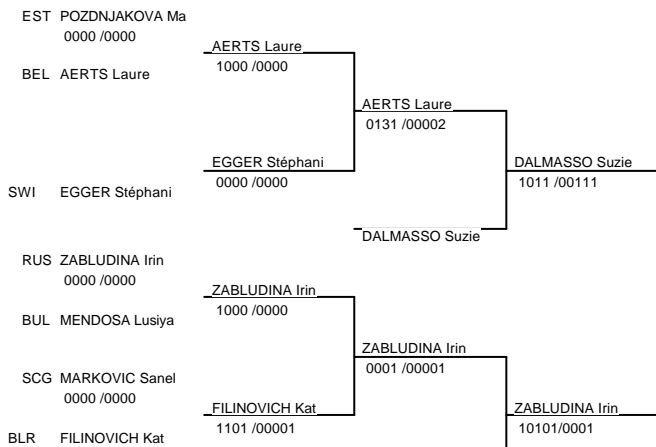 EST POZDNJAKOVA Ma
0000 /0000
AERTS Laure
1000 /0000
BEL AERTS Laure
AERTS Laure
0131 /00002
EGGER Stéphani
0000 /0000
DALMASSO Suzie
1011 /00111
SWI EGGER Stéphani
DALMASSO Suzie
RUS ZABLUDINA Irin
0000 /0000
ZABLUDINA Irin
1000 /0000
BUL MENDOSA Lusiya
ZABLUDINA Irin
0001 /00001
SCG MARKOVIC Sanel
0000 /0000
FILINOVICH Kat
1101 /00001
ZABLUDINA Irin
10101/0001
BLR FILINOVICH Kat